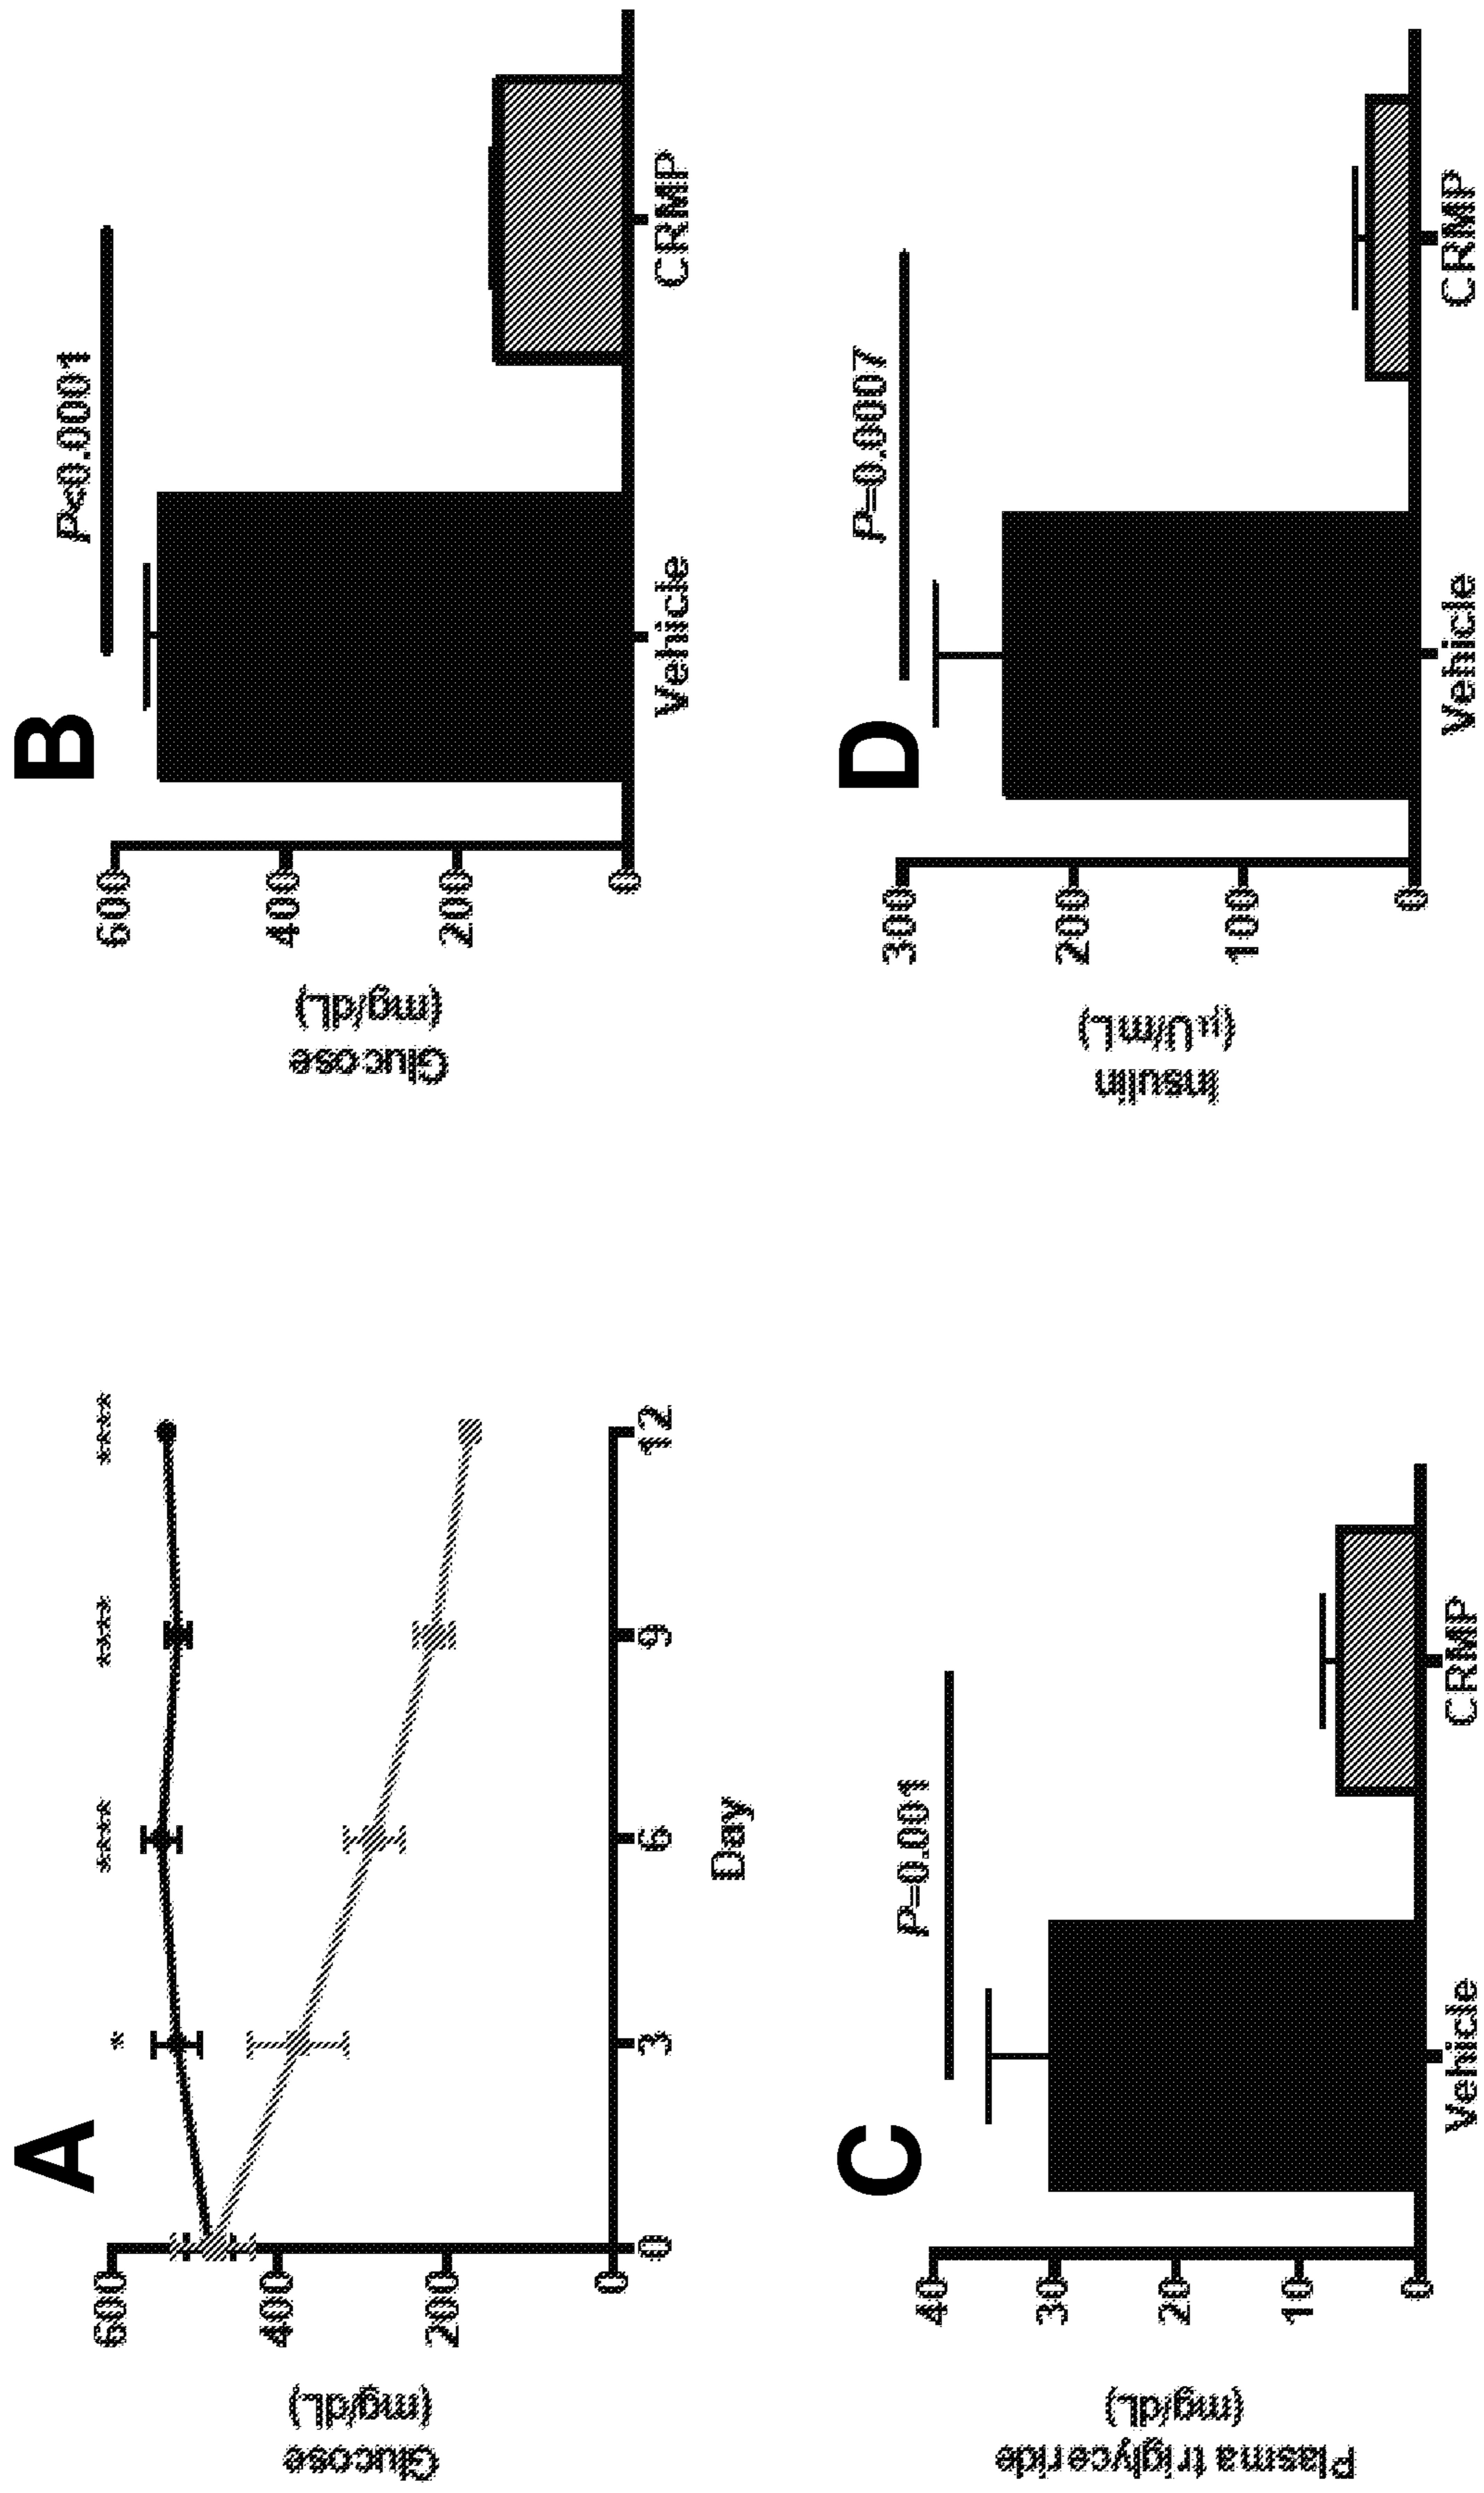 A
Glucose
(mg/dL)
600
400
200
0
*
****
****
****
0
3
6
9
12
Day
B
Glucose
(mg/dL)
600
400
200
0
P<0.0001
Vehicle
CRMP
C
Plasma triglyceride
(mg/dL)
40
30
20
10
0
P=0.001
Vehicle
CRMP
D
Insulin
(μU/mL)
300
200
100
0
P=0.0007
Vehicle
CRMP